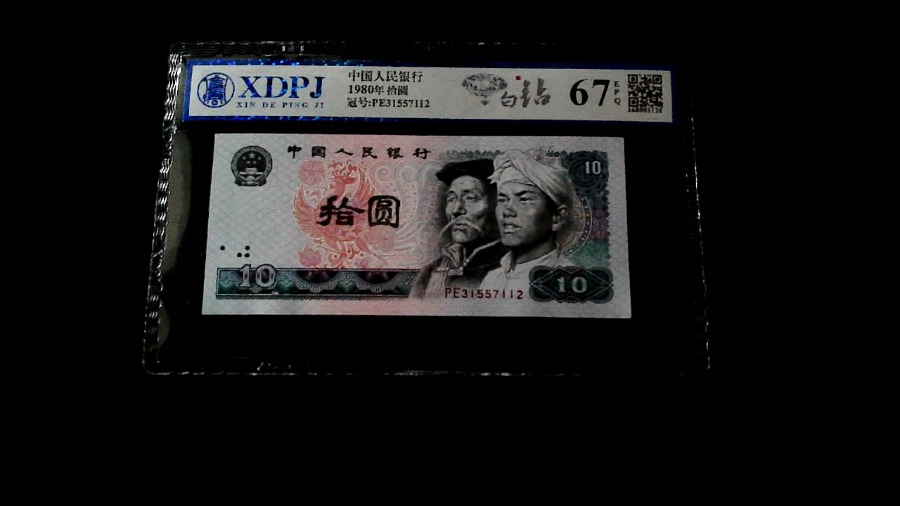 XDPJ
XIN DE PING JI
中国人民银行
1980年 拾圆
冠号:PE31557112
白钻
67
EPQ
中国人民银行
10
拾圆
10
PE31557112
10